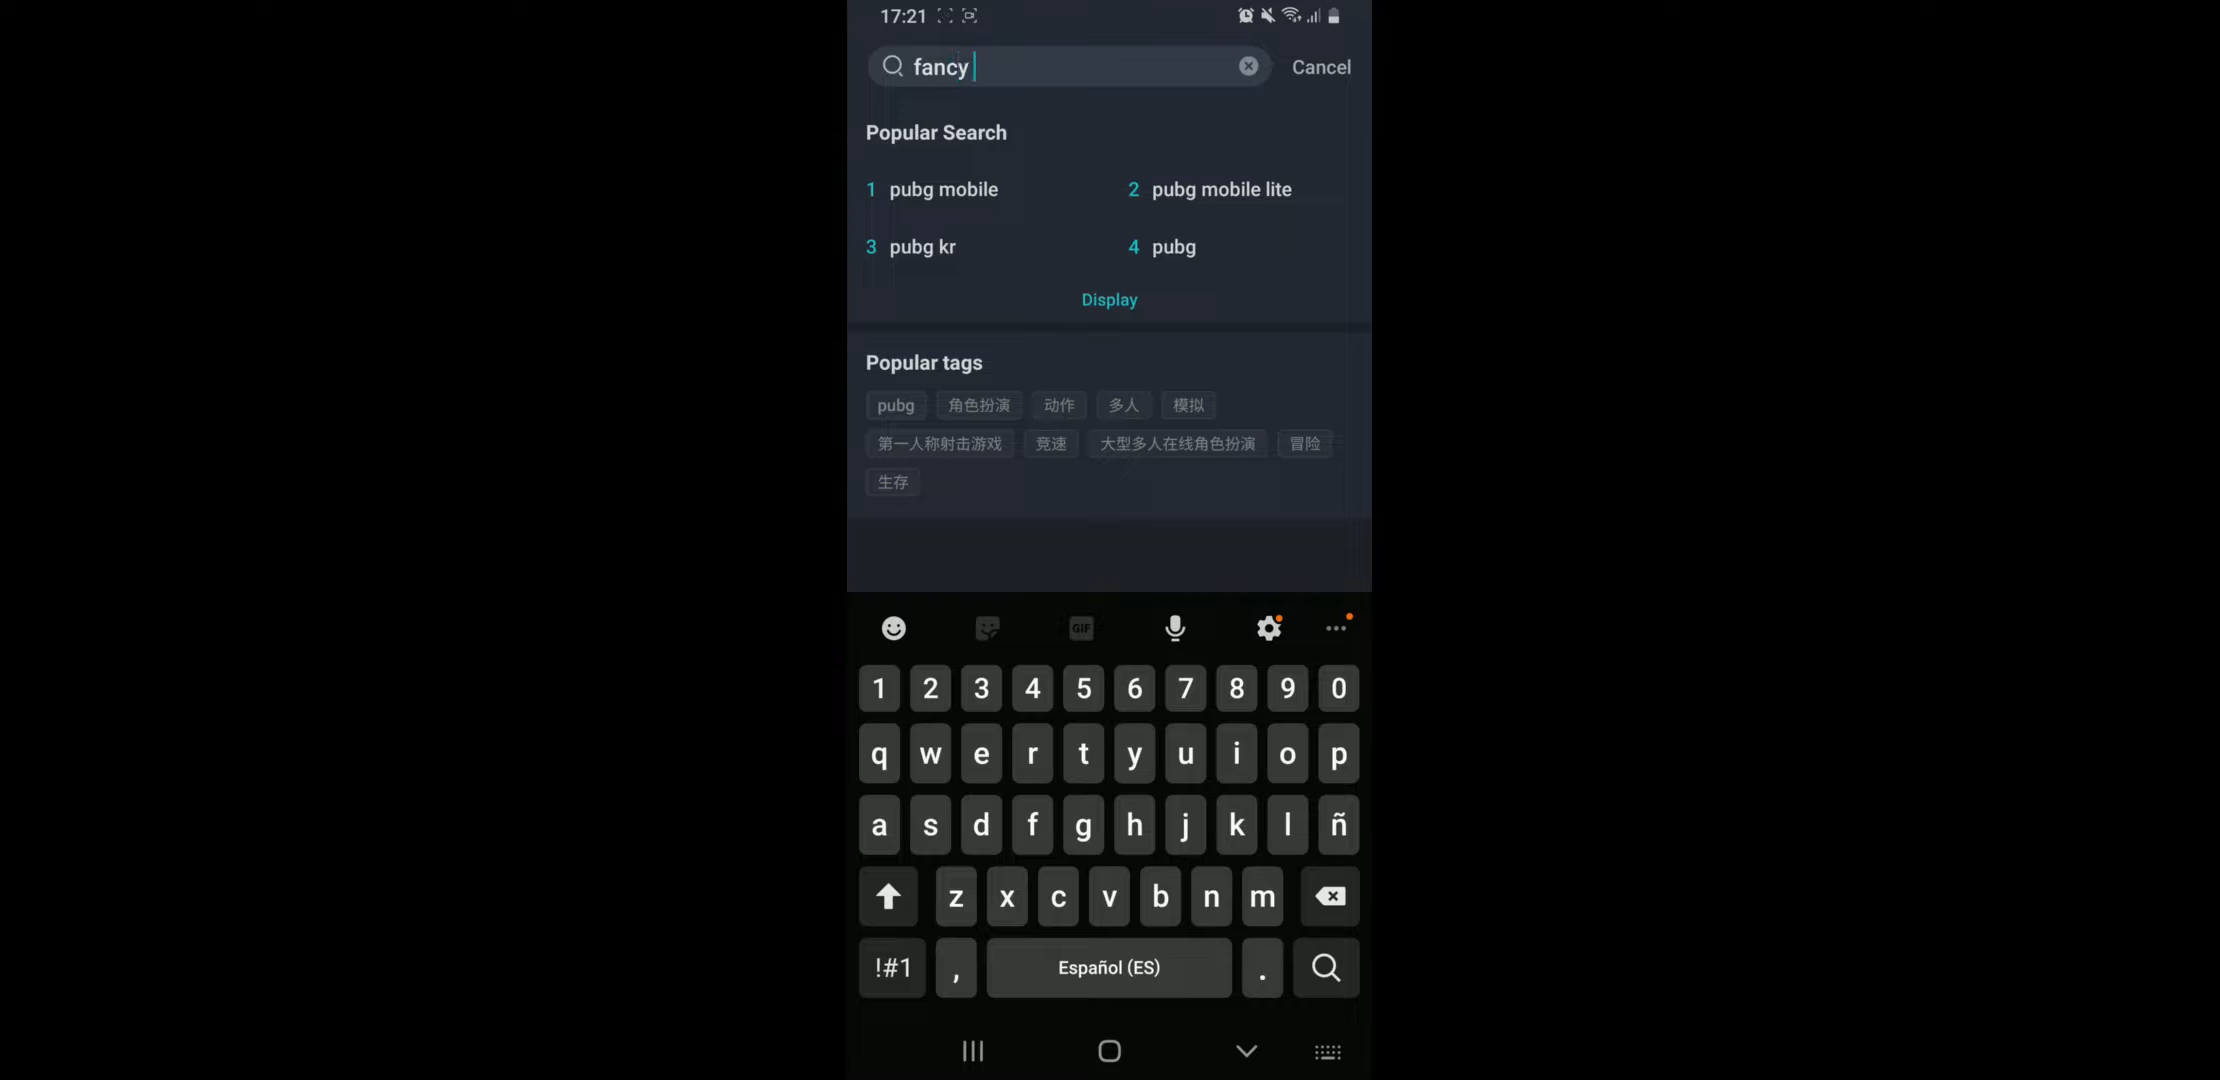 17:21
fancy
Cancel
Popular Search
1 pubg mobile
2 pubg mobile lite
3 pubg kr
4 pubg
Display
Popular tags
pubg 角色扮演 动作 多人 模拟
第一人称射击游戏 竞速 大型多人在线角色扮演 冒险
生存
GIF
1 2 3 4 5 6 7 8 9 0
q w e r t y u i o p
a s d f g h j k l ñ
z x c v b n m
!#1 , Español (ES) .